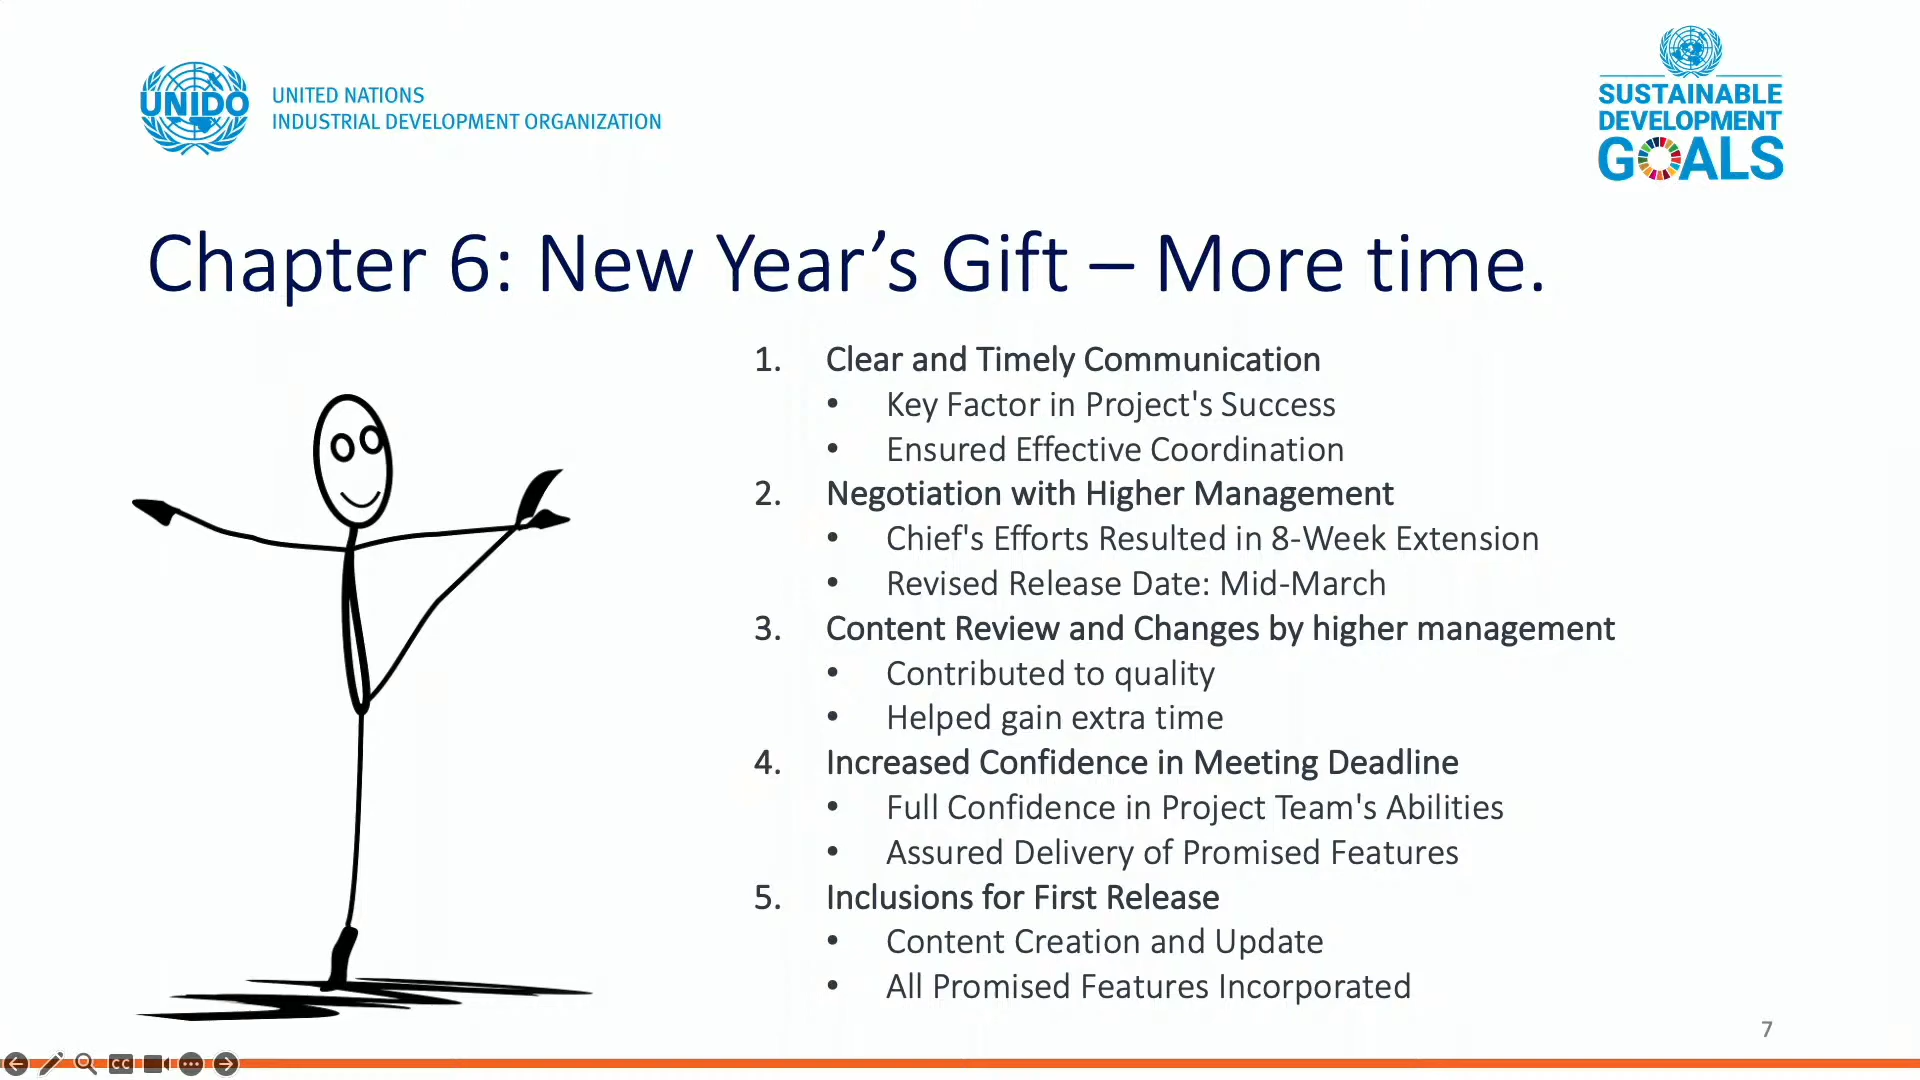 UNIDO
UNITED NATIONS
INDUSTRIAL DEVELOPMENT ORGANIZATION
SUSTAINABLE
DEVELOPMENT
GOALS
Chapter 6: New Year’s Gift – More time.
1. Clear and Timely Communication
• Key Factor in Project's Success
• Ensured Effective Coordination
2. Negotiation with Higher Management
• Chief's Efforts Resulted in 8-Week Extension
• Revised Release Date: Mid-March
3. Content Review and Changes by higher management
• Contributed to quality
• Helped gain extra time
4. Increased Confidence in Meeting Deadline
• Full Confidence in Project Team's Abilities
• Assured Delivery of Promised Features
5. Inclusions for First Release
• Content Creation and Update
• All Promised Features Incorporated
7
CC